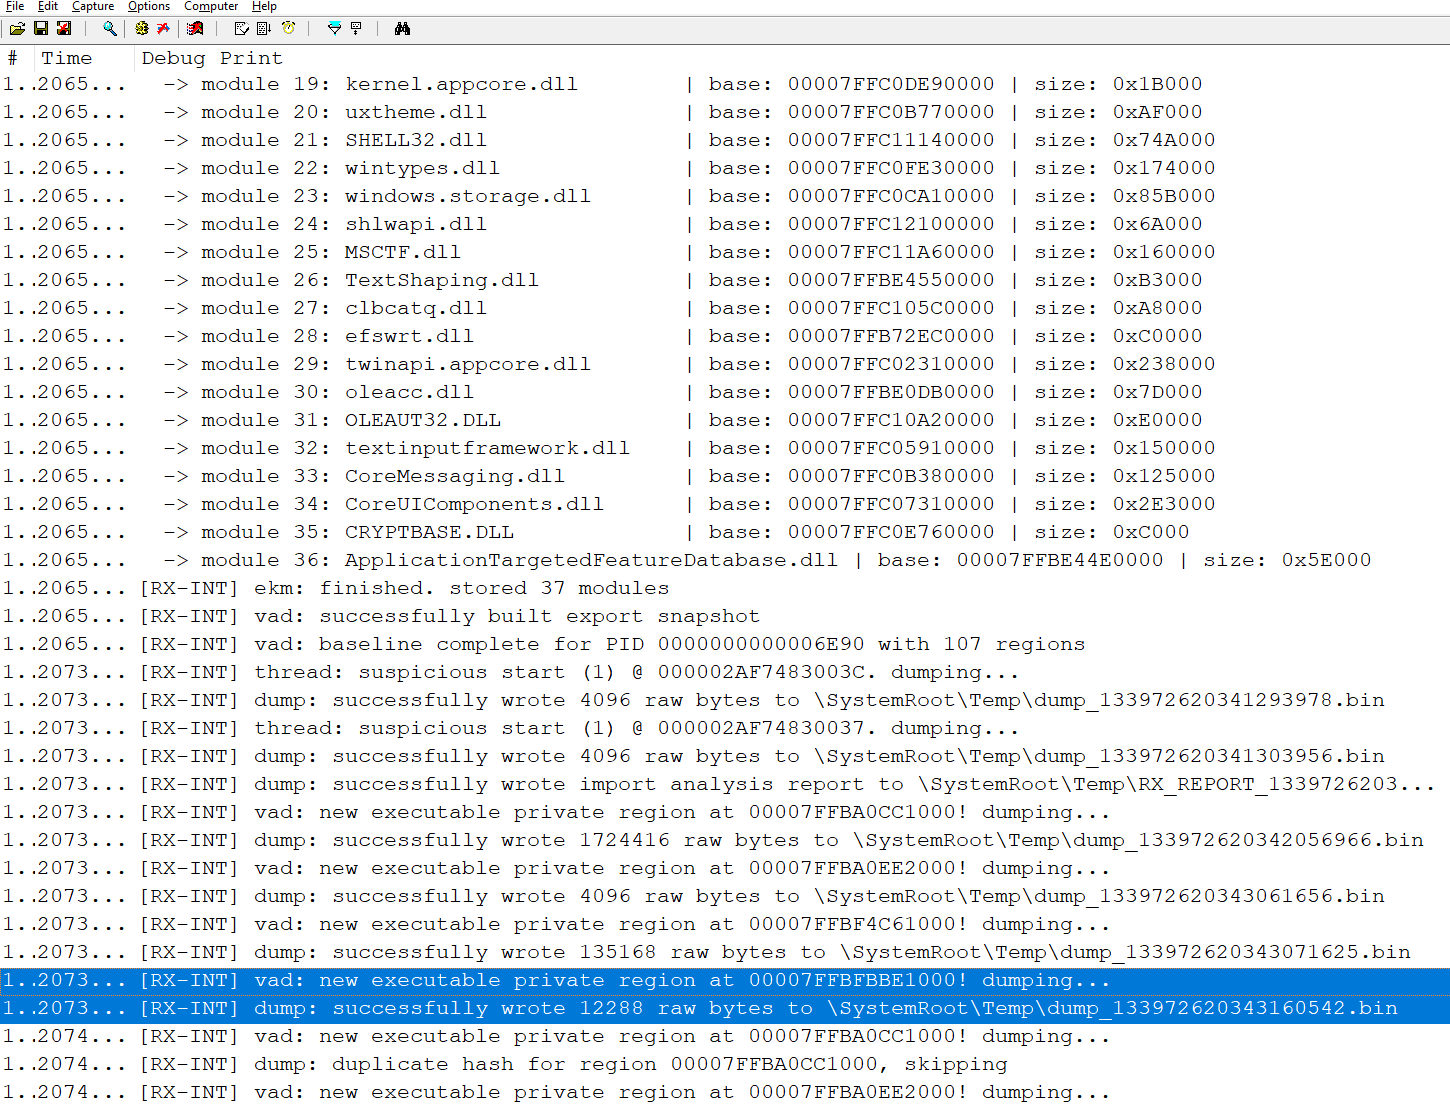 File Edit Capture Options Computer Help
# Time Debug Print
1..2065... -> module 19: kernel.appcore.dll | base: 00007FFC0DE90000 | size: 0x1B000
1..2065... -> module 20: uxtheme.dll | base: 00007FFC0B770000 | size: 0xAF000
1..2065... -> module 21: SHELL32.dll | base: 00007FFC11140000 | size: 0x74A000
1..2065... -> module 22: wintypes.dll | base: 00007FFC0FE30000 | size: 0x174000
1..2065... -> module 23: windows.storage.dll | base: 00007FFC0CA10000 | size: 0x85B000
1..2065... -> module 24: shlwapi.dll | base: 00007FFC12100000 | size: 0x6A000
1..2065... -> module 25: MSCTF.dll | base: 00007FFC11A60000 | size: 0x160000
1..2065... -> module 26: TextShaping.dll | base: 00007FFBE4550000 | size: 0xB3000
1..2065... -> module 27: clbcatq.dll | base: 00007FFC105C0000 | size: 0xA8000
1..2065... -> module 28: efswrt.dll | base: 00007FFB72EC0000 | size: 0xC0000
1..2065... -> module 29: twinapi.appcore.dll | base: 00007FFC02310000 | size: 0x238000
1..2065... -> module 30: oleacc.dll | base: 00007FFBE0DB0000 | size: 0x7D000
1..2065... -> module 31: OLEAUT32.DLL | base: 00007FFC10A20000 | size: 0xE0000
1..2065... -> module 32: textinputframework.dll | base: 00007FFC05910000 | size: 0x150000
1..2065... -> module 33: CoreMessaging.dll | base: 00007FFC0B380000 | size: 0x125000
1..2065... -> module 34: CoreUIComponents.dll | base: 00007FFC07310000 | size: 0x2E3000
1..2065... -> module 35: CRYPTBASE.DLL | base: 00007FFC0E760000 | size: 0xC000
1..2065... -> module 36: ApplicationTargetedFeatureDatabase.dll | base: 00007FFBE44E0000 | size: 0x5E000
1..2065... [RX-INT] ekm: finished. stored 37 modules
1..2065... [RX-INT] vad: successfully built export snapshot
1..2065... [RX-INT] vad: baseline complete for PID 0000000000006E90 with 107 regions
1..2073... [RX-INT] thread: suspicious start (1) @ 000002AF7483003C. dumping...
1..2073... [RX-INT] dump: successfully wrote 4096 raw bytes to \SystemRoot\Temp\dump_133972620341293978.bin
1..2073... [RX-INT] thread: suspicious start (1) @ 000002AF74830037. dumping...
1..2073... [RX-INT] dump: successfully wrote 4096 raw bytes to \SystemRoot\Temp\dump_133972620341303956.bin
1..2073... [RX-INT] dump: successfully wrote import analysis report to \SystemRoot\Temp\RX_REPORT_1339726203...
1..2073... [RX-INT] vad: new executable private region at 00007FFBA0CC1000! dumping...
1..2073... [RX-INT] dump: successfully wrote 1724416 raw bytes to \SystemRoot\Temp\dump_133972620342056966.bin
1..2073... [RX-INT] vad: new executable private region at 00007FFBA0EE2000! dumping...
1..2073... [RX-INT] dump: successfully wrote 4096 raw bytes to \SystemRoot\Temp\dump_133972620343061656.bin
1..2073... [RX-INT] vad: new executable private region at 00007FFBF4C61000! dumping...
1..2073... [RX-INT] dump: successfully wrote 135168 raw bytes to \SystemRoot\Temp\dump_133972620343071625.bin
1..2073... [RX-INT] vad: new executable private region at 00007FFBFBBE1000! dumping...
1..2073... [RX-INT] dump: successfully wrote 12288 raw bytes to \SystemRoot\Temp\dump_133972620343160542.bin
1..2074... [RX-INT] vad: new executable private region at 00007FFBA0CC1000! dumping...
1..2074... [RX-INT] dump: duplicate hash for region 00007FFBA0CC1000, skipping
1..2074... [RX-INT] vad: new executable private region at 00007FFBA0EE2000! dumping...